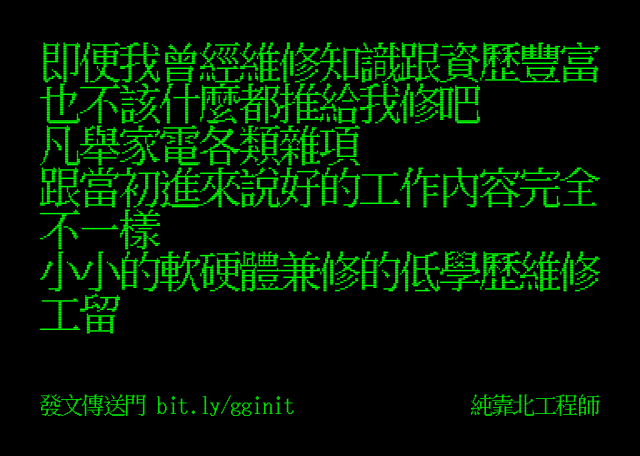 即便我曾經維修知識跟資歷豐富
也不該什麼都推給我修吧
凡舉家電各類雜項
跟當初進來說好的工作內容完全
不一樣
小小的軟硬體兼修的低學歷維修
工留
發文傳送門 bit.ly/gginit
純靠北工程師